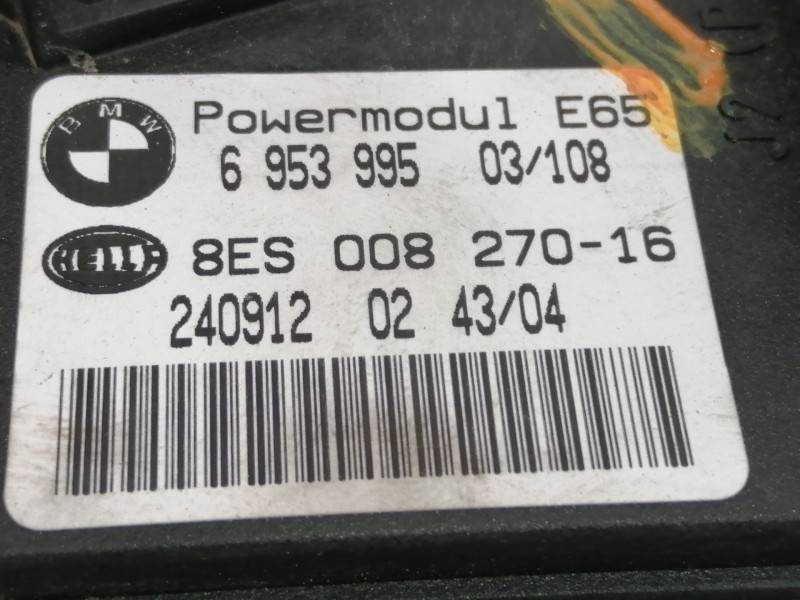 BMW
Powermodul E65
6 953 995 03/108
HELLA
8ES 008 270-16
240912 02 43/04